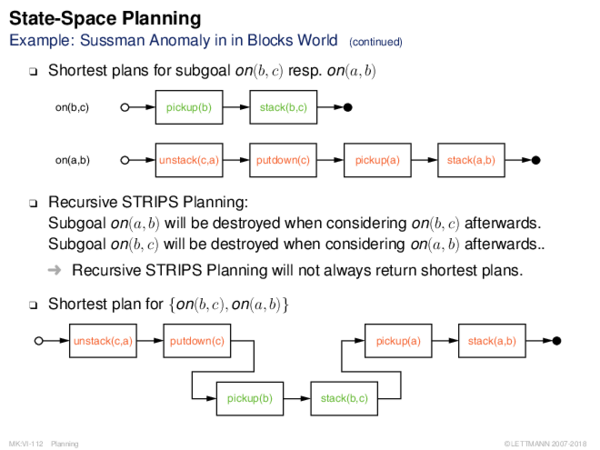 State-Space Planning
Example: Sussman Anomaly in in Blocks World (continued)
❑ Shortest plans for subgoal on(b, c) resp. on(a, b)
on(b,c) pickup(b) stack(b,c)
on(a,b) unstack(c,a) putdown(c) pickup(a) stack(a,b)
❑ Recursive STRIPS Planning:
Subgoal on(a, b) will be destroyed when considering on(b, c) afterwards.
Subgoal on(b, c) will be destroyed when considering on(a, b) afterwards..
➜ Recursive STRIPS Planning will not always return shortest plans.
❑ Shortest plan for {on(b, c), on(a, b)}
unstack(c,a) putdown(c) pickup(a) stack(a,b)
pickup(b) stack(b,c)
MK:VI-112 Planning ©LETTMANN 2007-2018